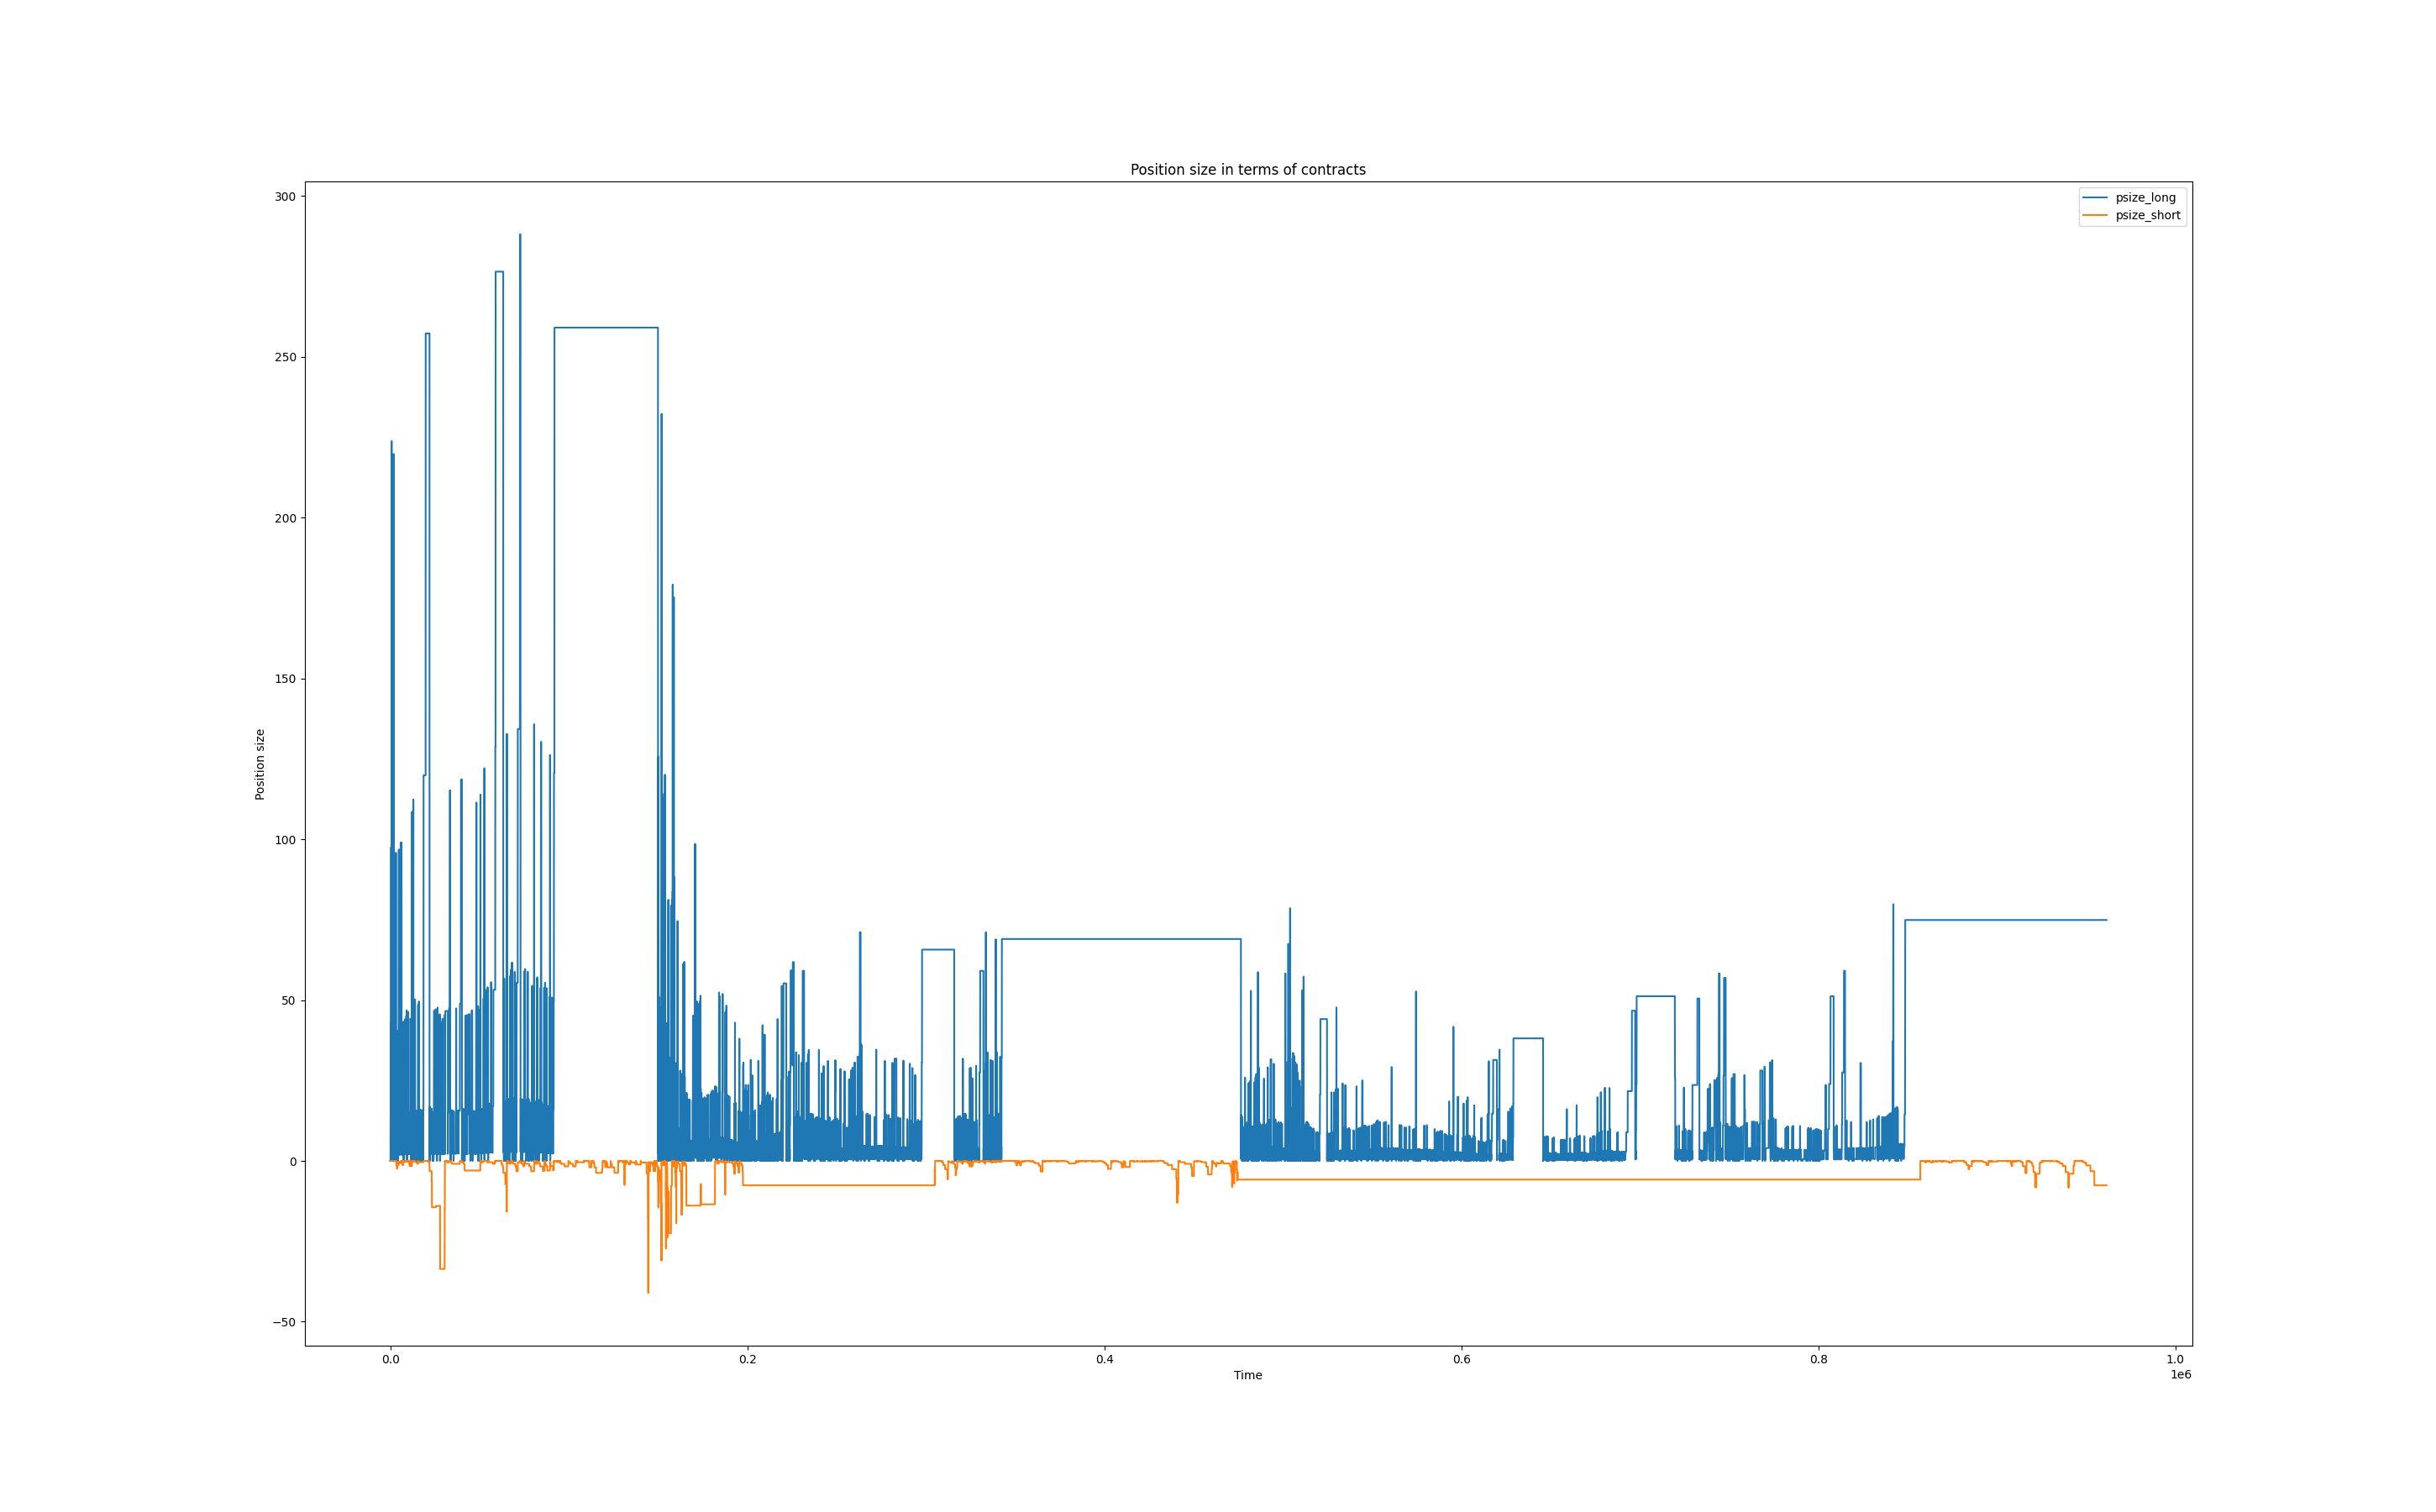 Position size in terms of contracts
psize_long
psize_short
300
250
200
150
100
50
0
−50
Position size
0.0
0.2
0.4
0.6
0.8
1.0
1e6
Time